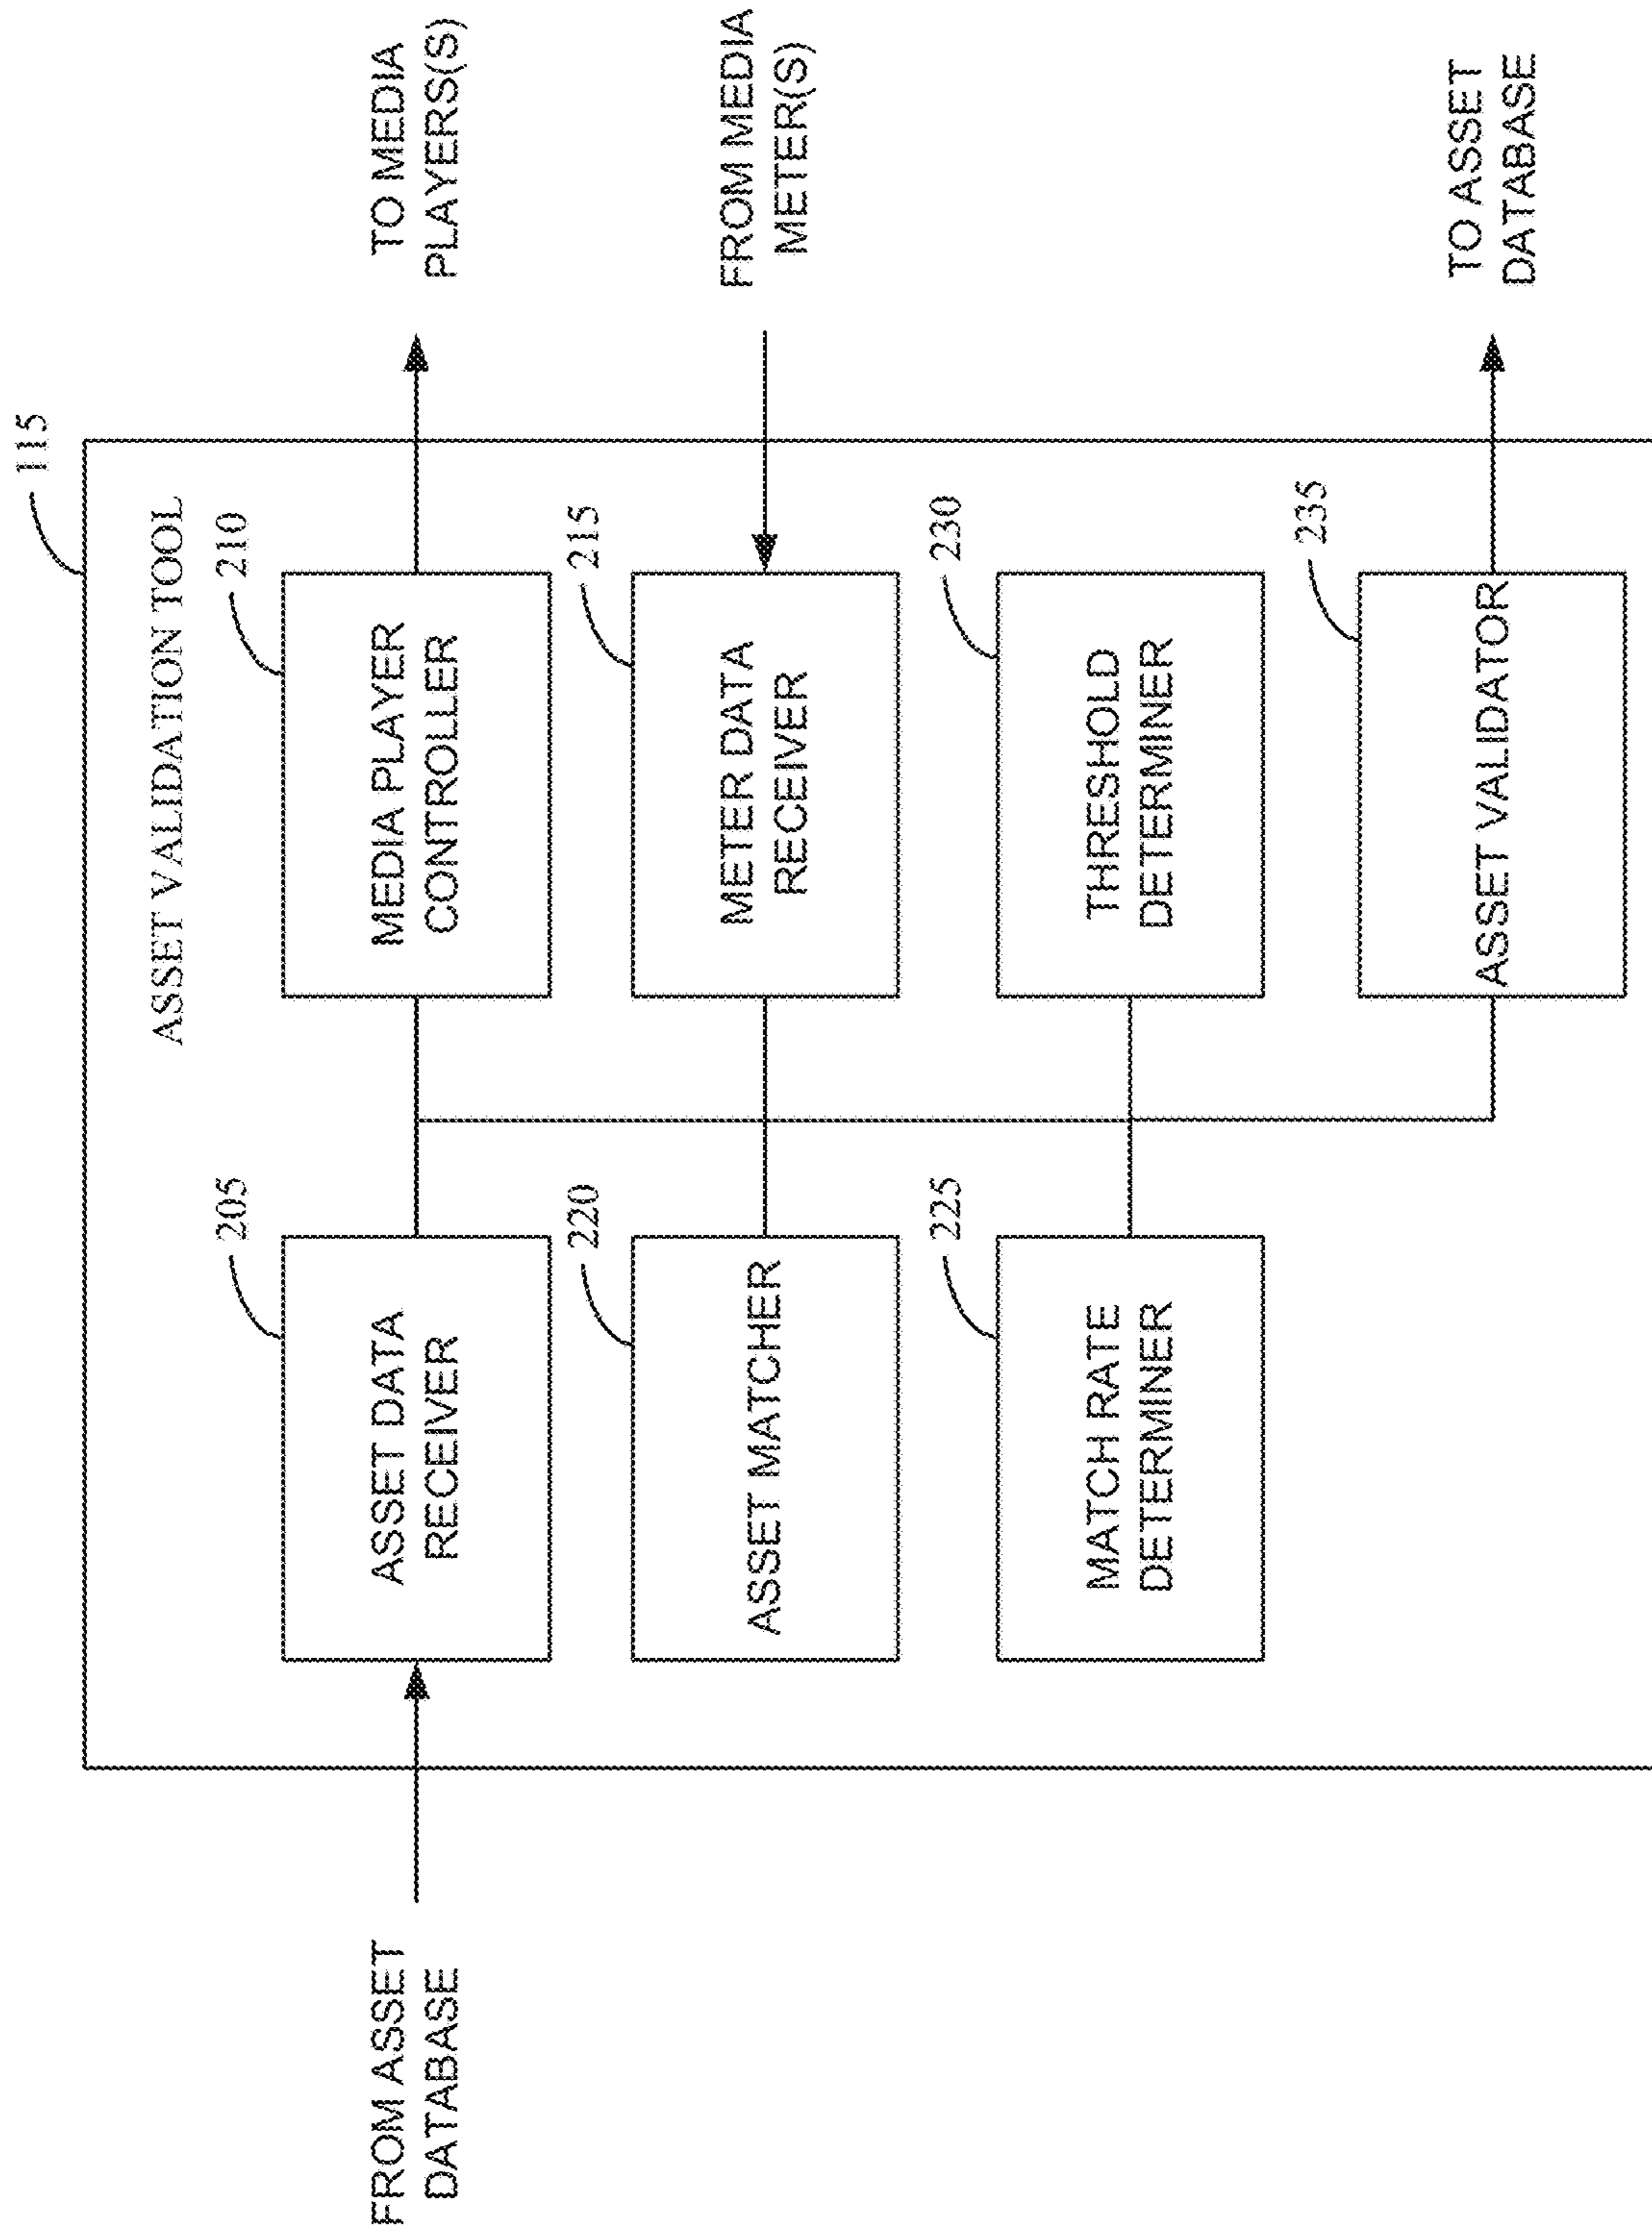 115
ASSET VALIDATION TOOL
FROM ASSET
DATABASE
205
ASSET DATA
RECEIVER
210
MEDIA PLAYER
CONTROLLER
TO MEDIA
PLAYERS(S)
220
ASSET MATCHER
215
METER DATA
RECEIVER
FROM MEDIA
METER(S)
225
MATCH RATE
DETERMINER
230
THRESHOLD
DETERMINER
235
ASSET VALIDATOR
TO ASSET
DATABASE